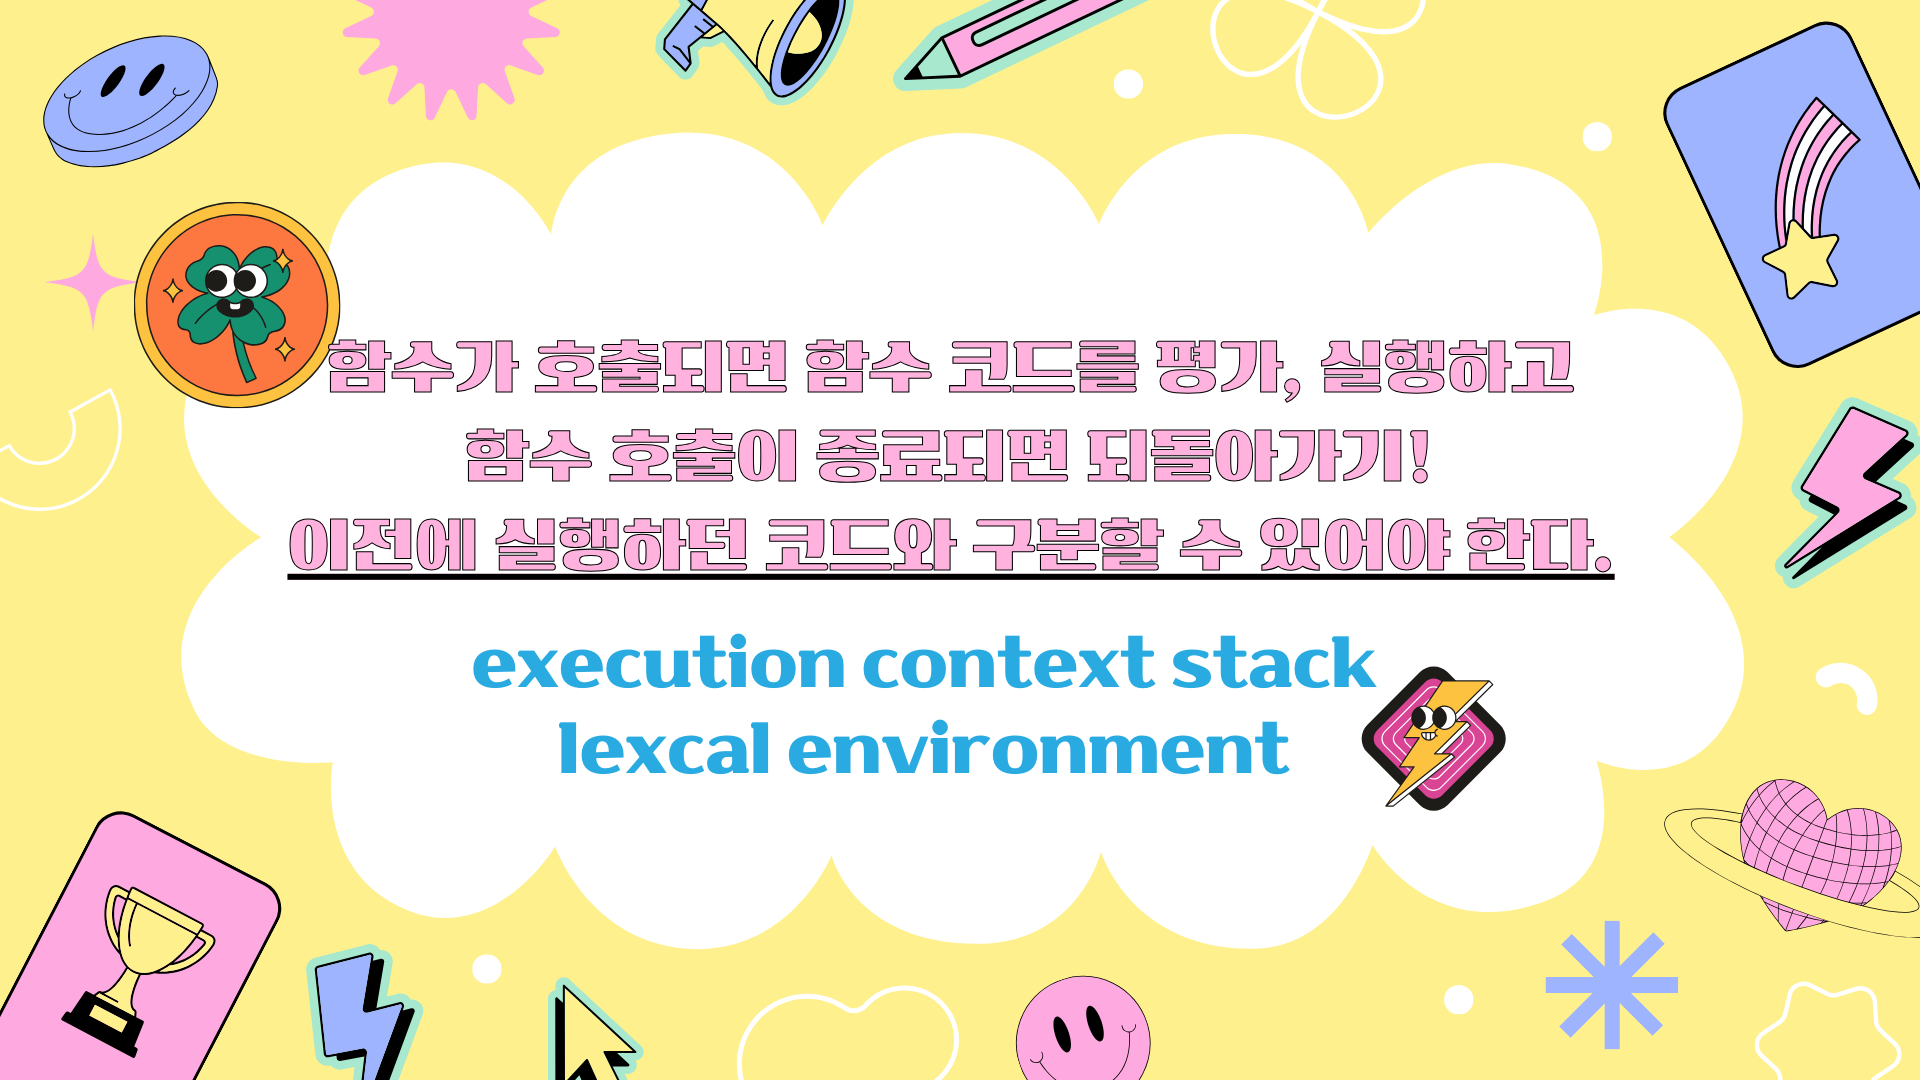 함수가 호출되면 함수 코드를 평가, 실행하고
함수 호출이 종료되면 되돌아가기!
이전에 실행하던 코드와 구분할 수 있어야 한다.
execution context stack
lexcal environment